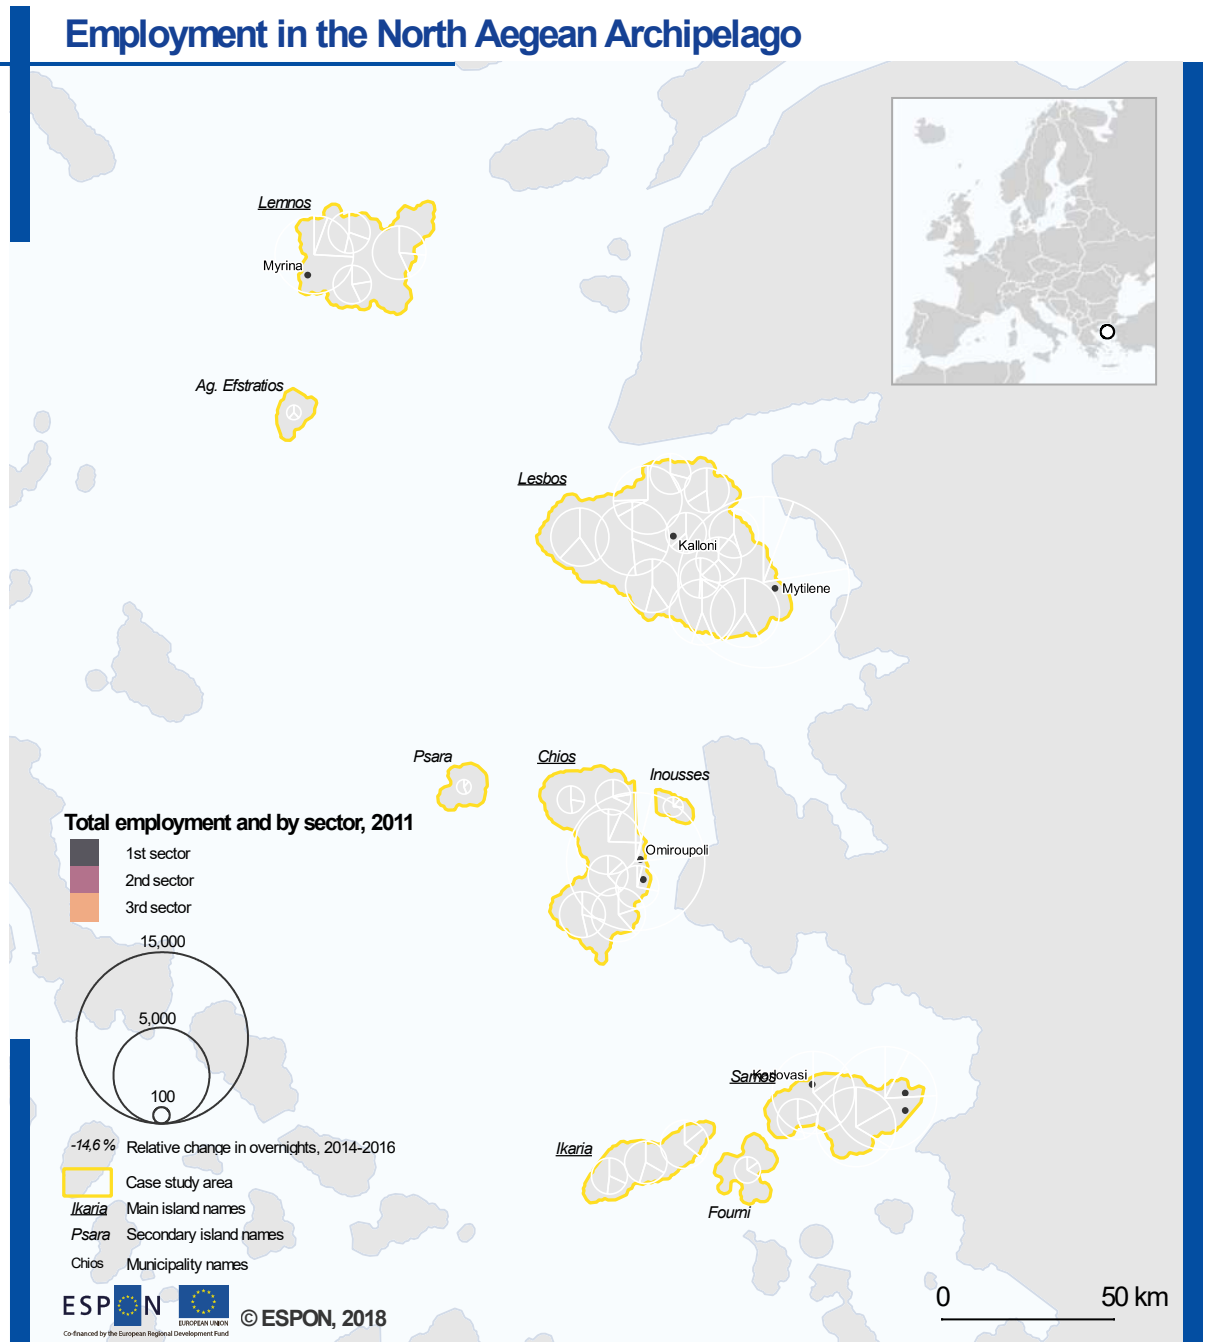 Employment in the North Aegean Archipelago
Lemnos
Myrina
Ag. Efstratios
Lesbos
Kalloni
Mytilene
Psara
Chios
Inousses
Omiroupoli
Total employment and by sector, 2011
1st sector
2nd sector
3rd sector
15,000
5,000
100
Samos
Karlovasi
-14,6 % Relative change in overnights, 2014-2016
Ikaria
Fourni
Case study area
Ikaria Main island names
Psara Secondary island names
Chios Municipality names
ESPON
EUROPEAN UNION
Co-financed by the European Regional Development Fund
© ESPON, 2018
0 50 km